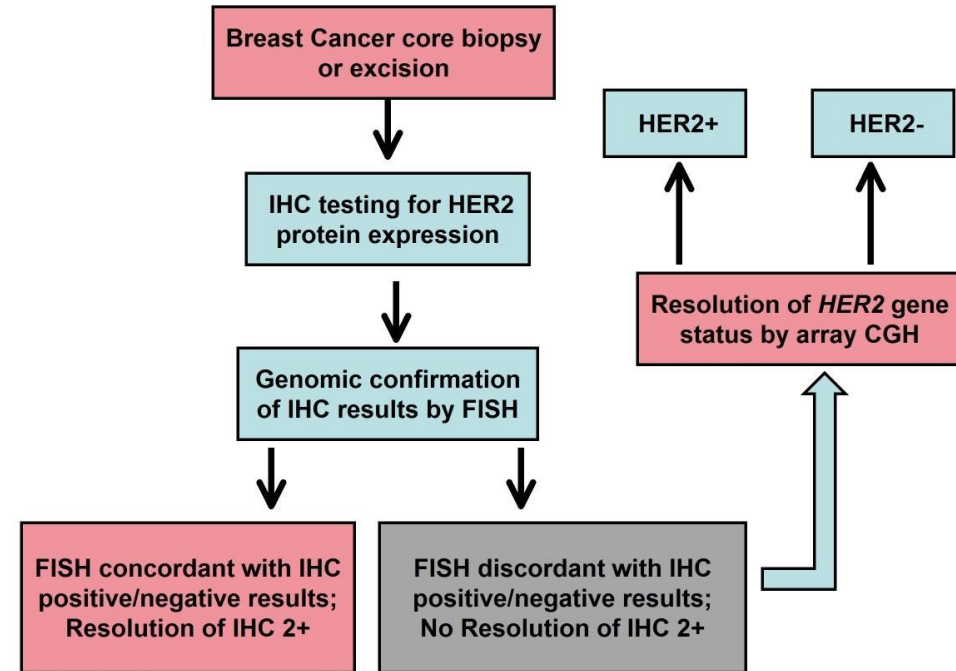 Breast Cancer core biopsy
or excision
IHC testing for HER2
protein expression
Genomic confirmation
of IHC results by FISH
FISH concordant with IHC
positive/negative results;
Resolution of IHC 2+
FISH discordant with IHC
positive/negative results;
No Resolution of IHC 2+
Resolution of HER2 gene
status by array CGH
HER2+
HER2-